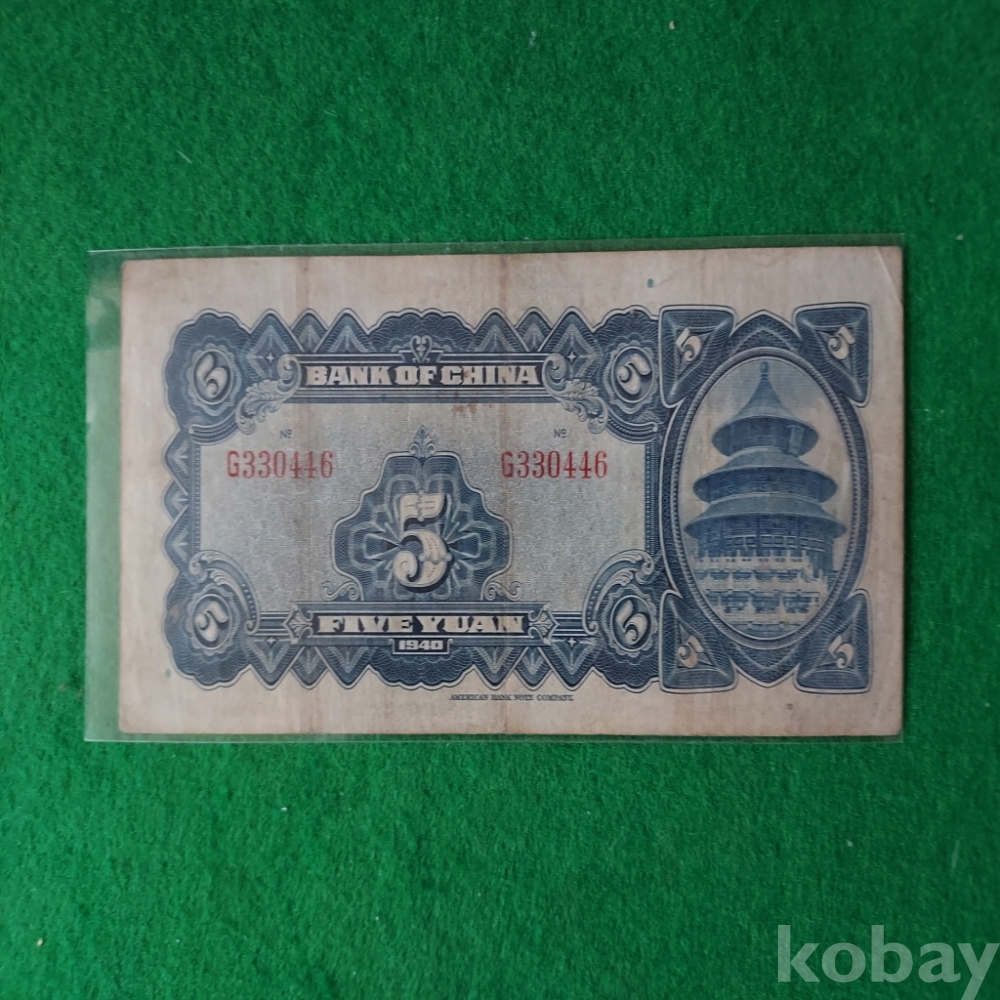 5 5 5 5
BANK OF CHINA
Nº Nº
G330446 G330446
5
FIVE YUAN
1940
5 5 5 5
AMERICAN BANK NOTE COMPANY.
kobay